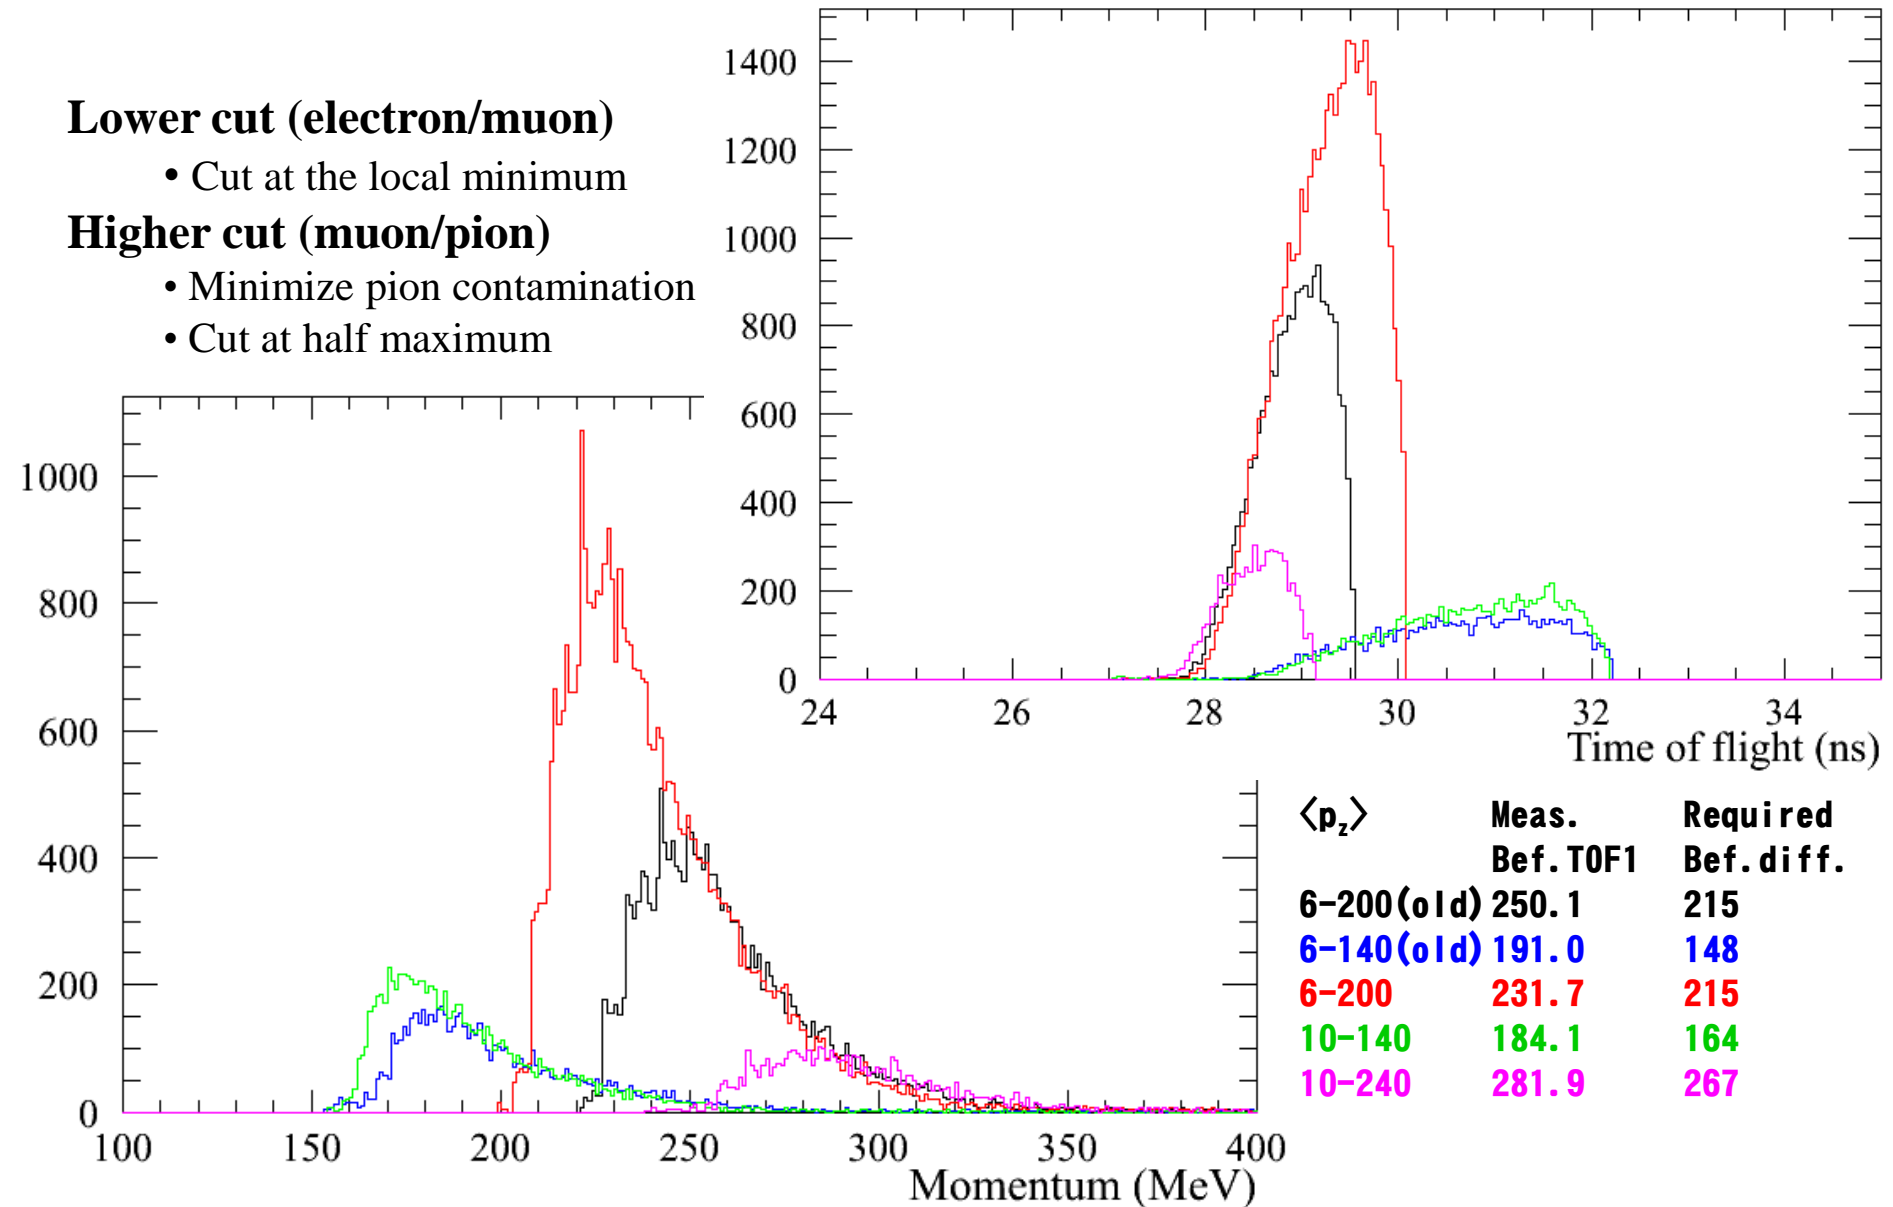 Lower cut (electron/muon)
• Cut at the local minimum
Higher cut (muon/pion)
• Minimize pion contamination
• Cut at half maximum
1400
1200
1000
800
600
400
200
0
24 26 28 30 32 34
Time of flight (ns)
1000
800
600
400
200
0
100 150 200 250 300 350 400
Momentum (MeV)
⟨pz⟩ Meas. Required
Bef.TOF1 Bef.diff.
6-200(old) 250.1 215
6-140(old) 191.0 148
6-200 231.7 215
10-140 184.1 164
10-240 281.9 267